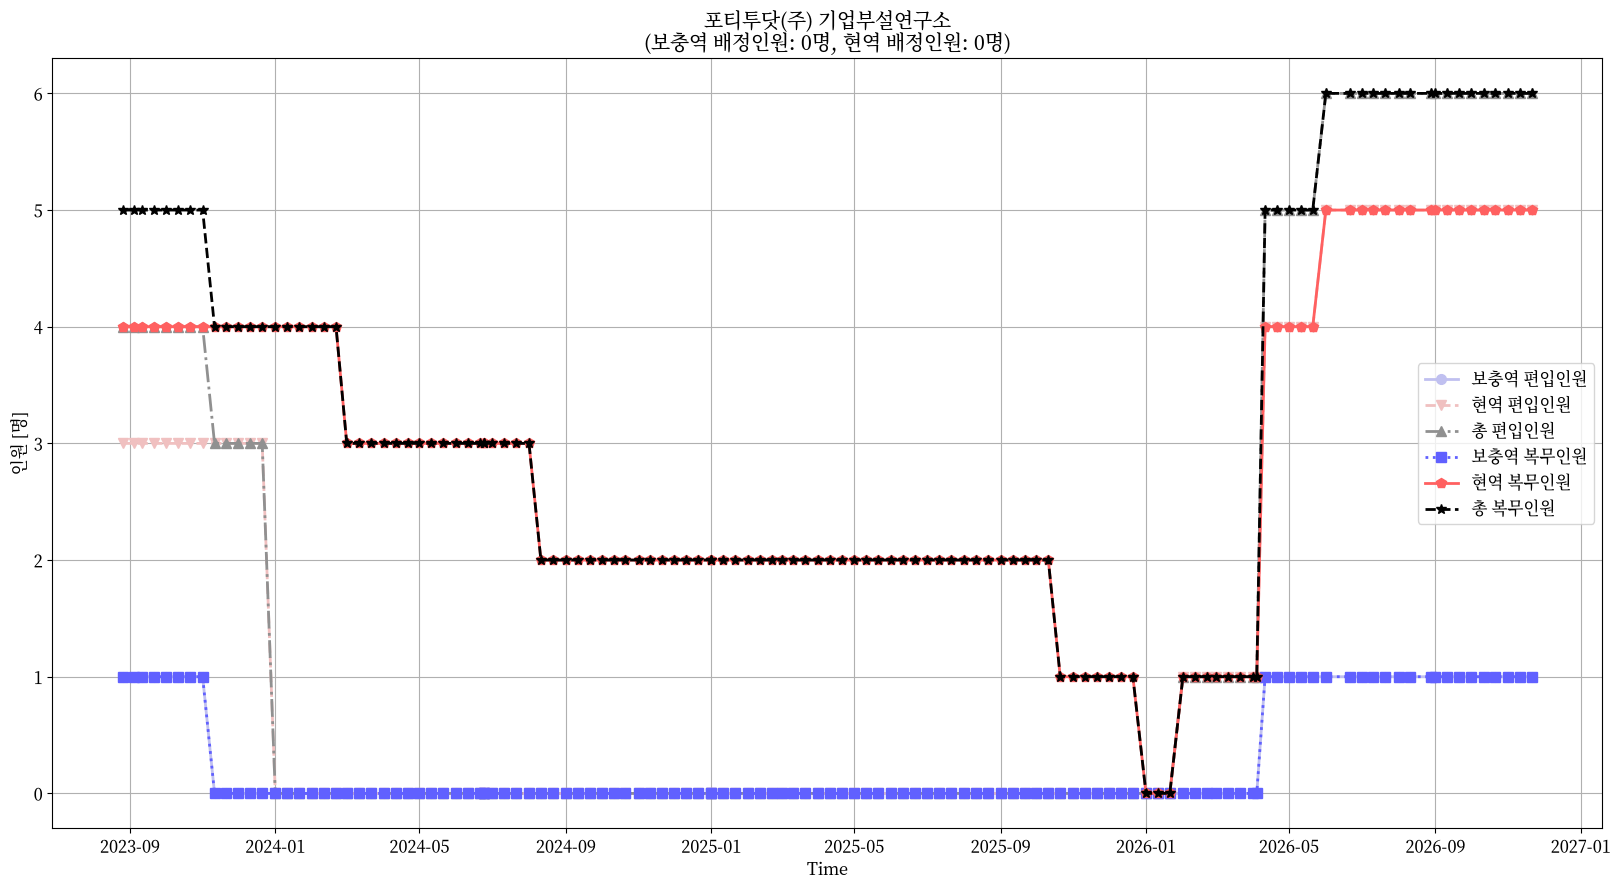 포티투닷(주) 기업부설연구소
(보충역 배정인원: 0명, 현역 배정인원: 0명)
인원 [명]
6
5
4
3
2
1
0
보충역 편입인원
현역 편입인원
총 편입인원
보충역 복무인원
현역 복무인원
총 복무인원
2023-09
2024-01
2024-05
2024-09
2025-01
2025-05
2025-09
2026-01
2026-05
2026-09
2027-01
Time